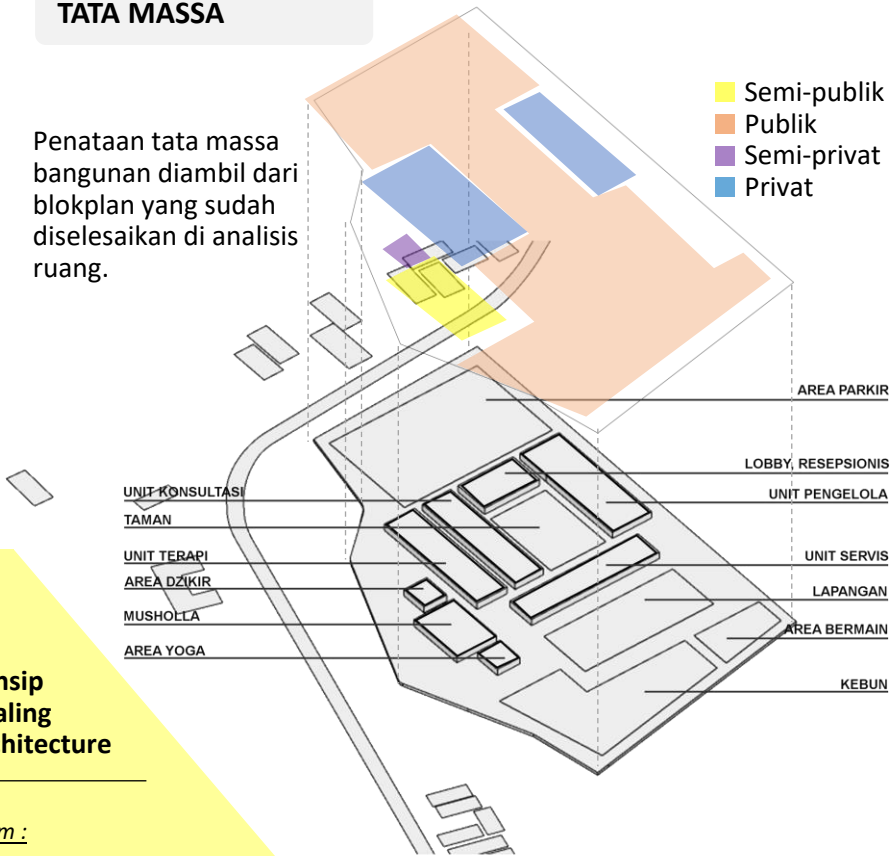 TATA MASSA
Penataan tata massa
bangunan diambil dari
blokplan yang sudah
diselesaikan di analisis
ruang.
Semi-publik
Publik
Semi-privat
Privat
AREA PARKIR
LOBBY, RESEPSIONIS
UNIT PENGELOLA
UNIT SERVIS
LAPANGAN
AREA BERMAIN
KEBUN
UNIT KONSULTASI
TAMAN
UNIT TERAPI
AREA DZIKIR
MUSHOLLA
AREA YOGA
nsip
aling
chitecture
m :